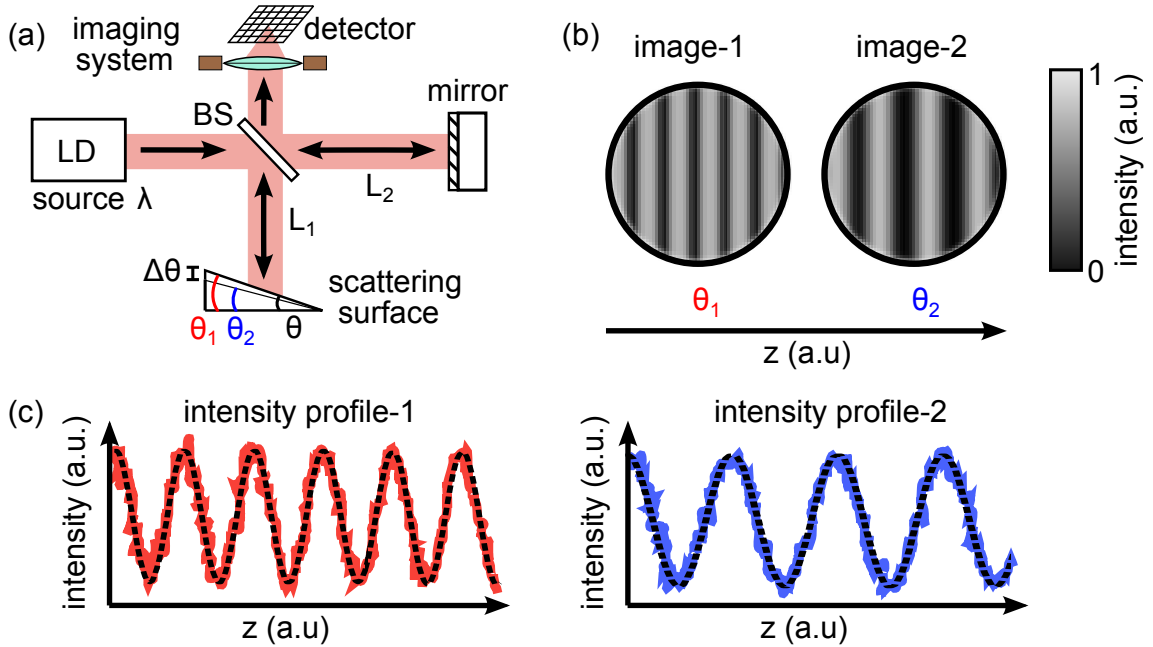 (a)
imaging
system
detector
mirror
BS
LD
source λ
L₂
L₁
Δθ
scattering
surface
θ₁
θ₂
θ
(b)
image-1
image-2
θ₁
θ₂
z (a.u)
1
0
intensity (a.u.)
(c)
intensity profile-1
intensity (a.u.)
z (a.u)
intensity profile-2
intensity (a.u.)
z (a.u)